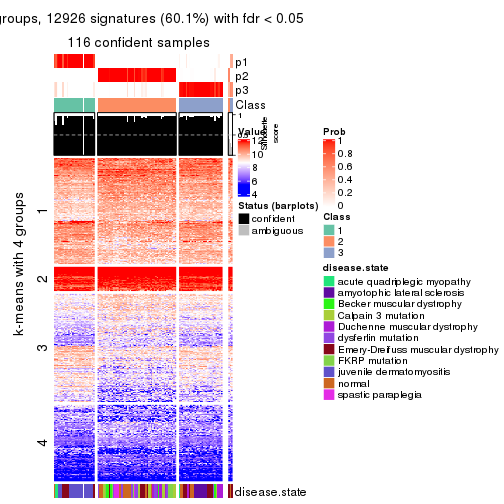 groups, 12926 signatures (60.1%) with fdr < 0.05
116 confident samples
p1
p2
p3
Class
1
0.5
Silhouette
score
k-means with 4 groups
1
2
3
4
Value
12
10
8
6
4
Status (barplots)
confident
ambiguous
Prob
1
0.8
0.6
0.4
0.2
0
Class
1
2
3
disease.state
acute quadriplegic myopathy
amyotophic lateral sclerosis
Becker muscular dystrophy
Calpain 3 mutation
Duchenne muscular dystrophy
dysferlin mutation
Emery-Dreifuss muscular dystrophy
FKRP mutation
juvenile dermatomyositis
normal
spastic paraplegia
disease.state